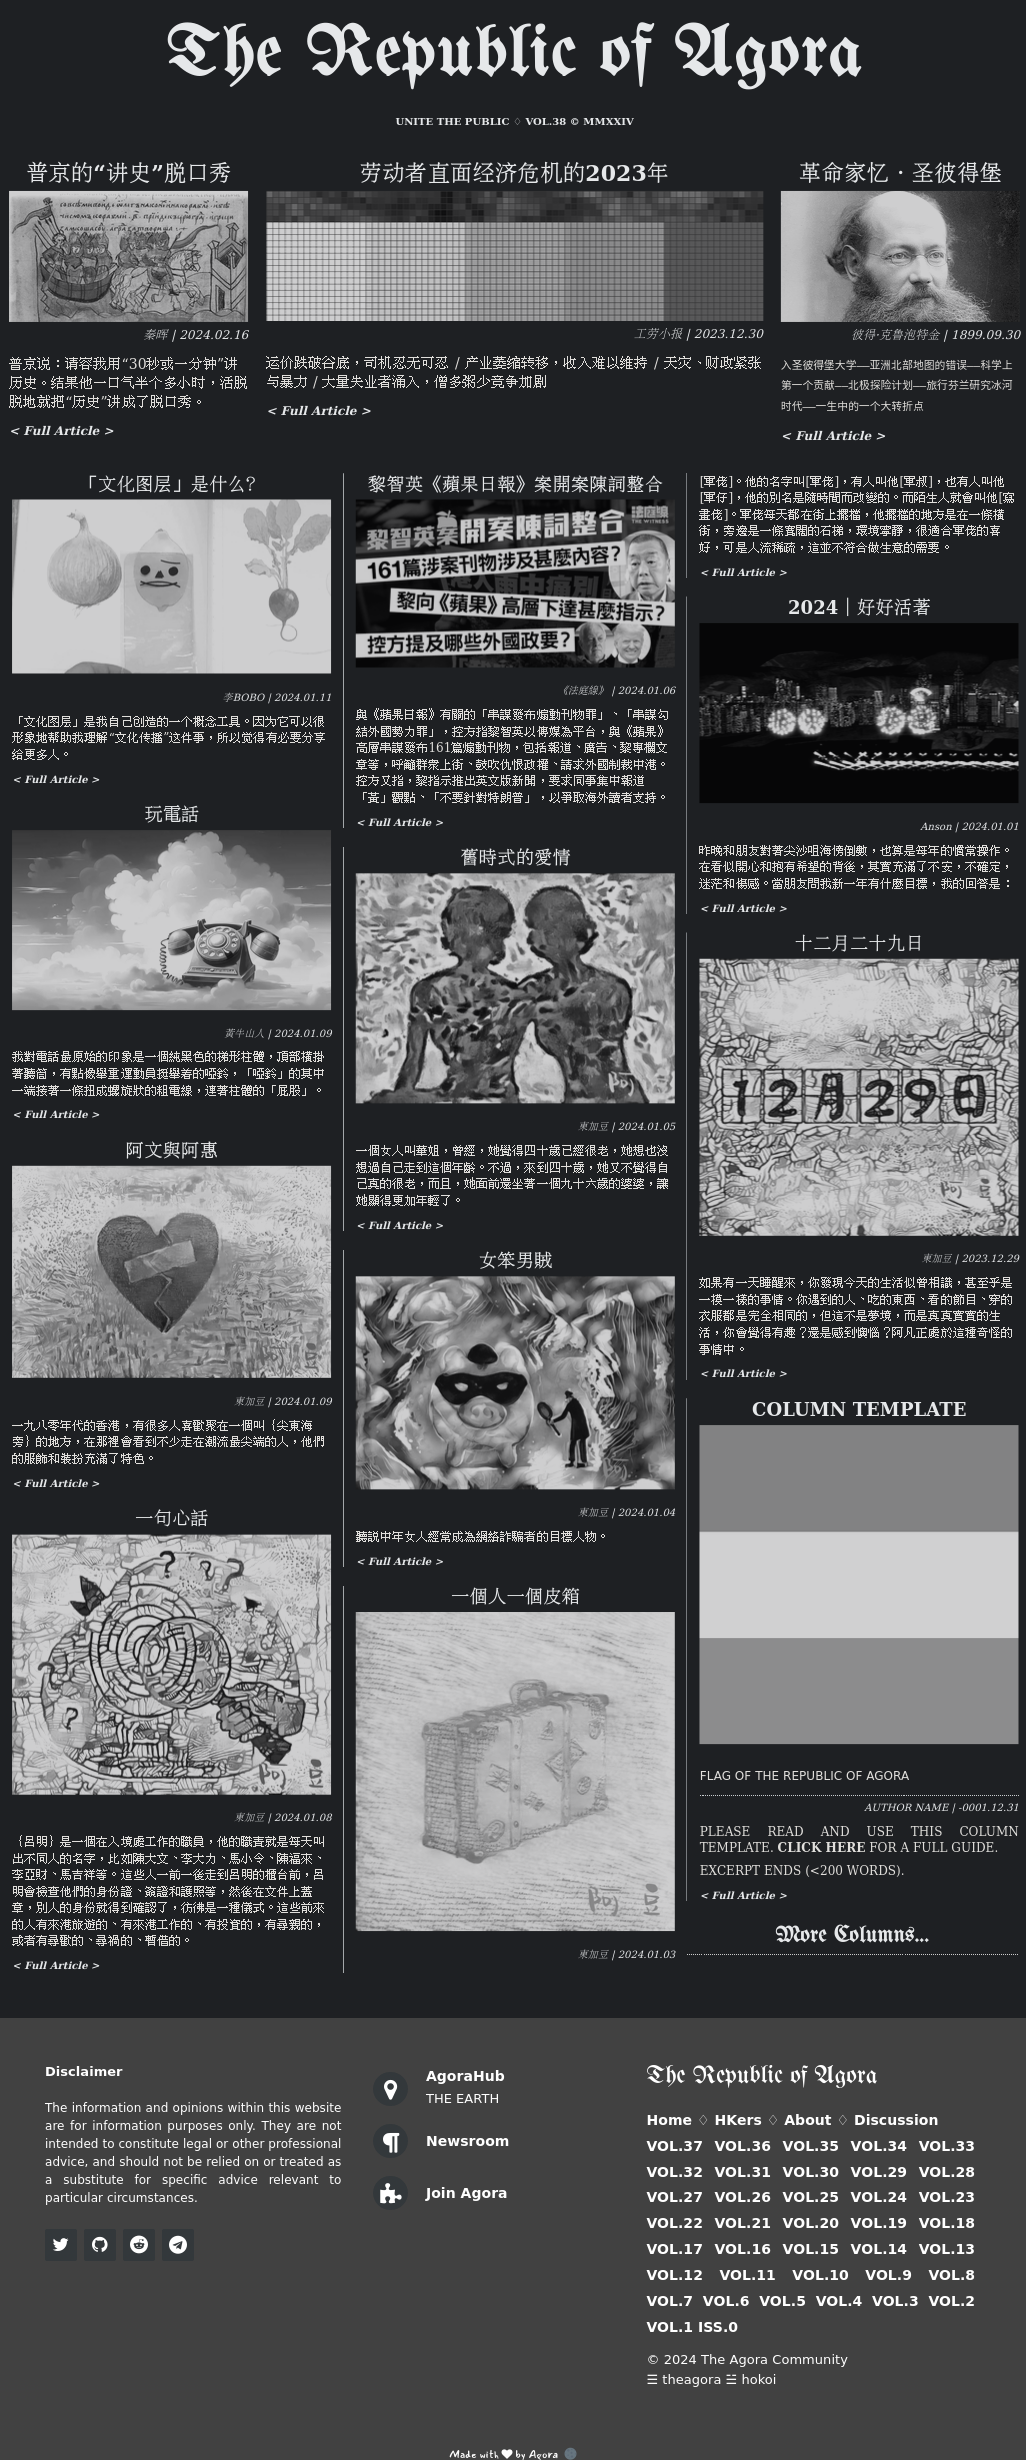 The Republic of Agora
UNITE THE PUBLIC ♢ VOL.38 © MMXXIV
普京的“讲史”脱口秀
秦晖 | 2024.02.16
普京说：请容我用“30秒或一分钟”讲
历史。结果他一口气半个多小时，活脱
脱地就把“历史”讲成了脱口秀。
< Full Article >
劳动者直面经济危机的2023年
工劳小报 | 2023.12.30
运价跌破谷底，司机忍无可忍 / 产业萎缩转移，收入难以维持 / 天灾、财政紧张
与暴力 / 大量失业者涌入，僧多粥少竞争加剧
< Full Article >
革命家忆 · 圣彼得堡
彼得·克鲁泡特金 | 1899.09.30
入圣彼得堡大学──亚洲北部地图的错误──科学上
第一个贡献──北极探险计划──旅行芬兰研究冰河
时代──一生中的一个大转折点
< Full Article >
「文化图层」是什么？
李BOBO | 2024.01.11
「文化图层」是我自己创造的一个概念工具。因为它可以很
形象地帮助我理解“文化传播”这件事，所以觉得有必要分享
给更多人。
< Full Article >
玩電話
黃牛山人 | 2024.01.09
我對電話最原始的印象是一個純黑色的梯形柱體，頂部橫掛
著聽筒，有點像舉重運動員挺舉着的啞鈴，「啞鈴」的其中
一端接著一條扭成螺旋狀的粗電線，連著柱體的「屁股」。
< Full Article >
阿文與阿惠
東加豆 | 2024.01.09
一九八零年代的香港，有很多人喜歡聚在一個叫｛尖東海
旁｝的地方，在那裡會看到不少走在潮流最尖端的人，他們
的服飾和裝扮充滿了特色。
< Full Article >
一句心話
東加豆 | 2024.01.08
｛呂明｝是一個在入境處工作的職員，他的職責就是每天叫
出不同人的名字，比如陳大文、李大力、馬小令、陳福來、
李亞財、馬吉祥等。這些人一前一後走到呂明的櫃台前，呂
明會檢查他們的身份證、簽證和護照等，然後在文件上蓋
章，別人的身份就得到確認了，彷彿是一種儀式。這些前來
的人有來港旅遊的、有來港工作的、有投資的，有尋親的，
或者有尋歡的、尋禍的、暫借的。
< Full Article >
黎智英《蘋果日報》案開案陳詞整合
黎智英案開案陳詞整合
法庭線
THE WITNESS
161篇涉案刊物涉及甚麼內容?
黎向《蘋果》高層下達甚麼指示?
控方提及哪些外國政要?
《法庭線》 | 2024.01.06
與《蘋果日報》有關的「串謀發布煽動刊物罪」、「串謀勾
結外國勢力罪」，控方指黎智英以傳媒為平台，與《蘋果》
高層串謀發布161篇煽動刊物，包括報道、廣告、黎專欄文
章等，呼籲群衆上街、鼓吹仇恨政權、請求外國制裁中港。
控方又指，黎指示推出英文版新聞，要求同事集中報道
「黃」觀點、「不要針對特朗普」，以爭取海外讀者支持。
< Full Article >
舊時式的愛情
東加豆 | 2024.01.05
一個女人叫華姐，曾經，她覺得四十歲已經很老，她想也沒
想過自己走到這個年齡。不過，來到四十歲，她又不覺得自
己真的很老，而且，她面前還坐著一個九十六歲的婆婆，讓
她顯得更加年輕了。
< Full Article >
女笨男賊
東加豆 | 2024.01.04
聽説中年女人經常成為網絡詐騙者的目標人物。
< Full Article >
一個人一個皮箱
東加豆 | 2024.01.03
[軍佬]。他的名字叫[軍佬]，有人叫他[軍叔]，也有人叫他
[軍仔]，他的別名是隨時間而改變的。而陌生人就會叫他[寫
畫佬]。軍佬每天都在街上擺檔，他擺檔的地方是在一條橫
街，旁邊是一條寬闊的石梯，環境寧靜，很適合軍佬的喜
好，可是人流稀疏，這並不符合做生意的需要。
< Full Article >
2024｜好好活著
Anson | 2024.01.01
昨晚和朋友對著尖沙咀海傍倒數，也算是每年的慣常操作。
在看似開心和抱有希望的背後，其實充滿了不安，不確定，
迷茫和傷感。當朋友問我新一年有什麼目標，我的回答是：
< Full Article >
十二月二十九日
12月29日
東加豆 | 2023.12.29
如果有一天睡醒來，你發現今天的生活似曾相識，甚至乎是
一模一樣的事情。你遇到的人、吃的東西、看的節目、穿的
衣服都是完全相同的，但這不是夢境，而是真真實實的生
活，你會覺得有趣？還是感到懊惱？阿凡正處於這種奇怪的
事情中。
< Full Article >
COLUMN TEMPLATE
FLAG OF THE REPUBLIC OF AGORA
AUTHOR NAME | -0001.12.31
PLEASE READ AND USE THIS COLUMN
TEMPLATE. CLICK HERE FOR A FULL GUIDE.
EXCERPT ENDS (<200 WORDS).
< Full Article >
More Columns...
Disclaimer
The information and opinions within this website
are for information purposes only. They are not
intended to constitute legal or other professional
advice, and should not be relied on or treated as
a substitute for specific advice relevant to
particular circumstances.
AgoraHub
THE EARTH
Newsroom
Join Agora
The Republic of Agora
Home ♢ HKers ♢ About ♢ Discussion
VOL.37 VOL.36 VOL.35 VOL.34 VOL.33
VOL.32 VOL.31 VOL.30 VOL.29 VOL.28
VOL.27 VOL.26 VOL.25 VOL.24 VOL.23
VOL.22 VOL.21 VOL.20 VOL.19 VOL.18
VOL.17 VOL.16 VOL.15 VOL.14 VOL.13
VOL.12 VOL.11 VOL.10 VOL.9 VOL.8
VOL.7 VOL.6 VOL.5 VOL.4 VOL.3 VOL.2
VOL.1 ISS.0
© 2024 The Agora Community
☰ theagora ☱ hokoi
Made with ❤ by Agora